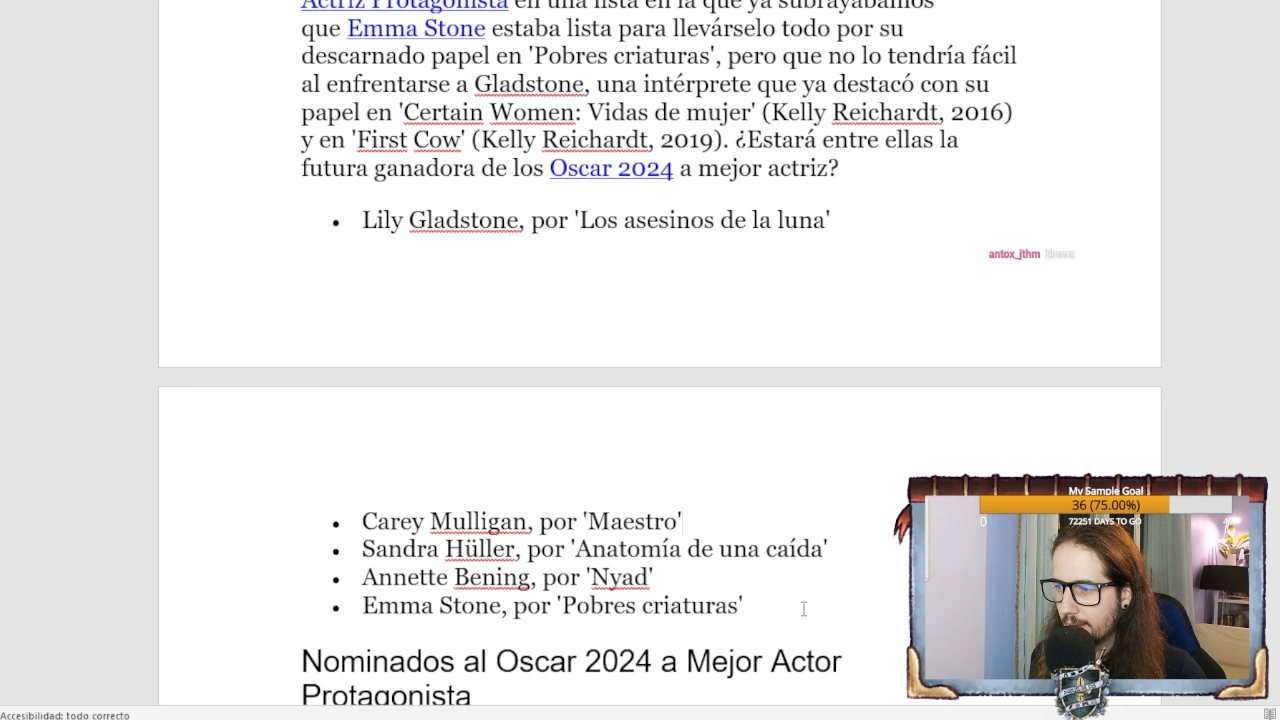 Actriz Protagonista en una lista en la que ya subrayábamos
que Emma Stone estaba lista para llevárselo todo por su
descarnado papel en 'Pobres criaturas', pero que no lo tendría fácil
al enfrentarse a Gladstone, una intérprete que ya destacó con su
papel en 'Certain Women: Vidas de mujer' (Kelly Reichardt, 2016)
y en 'First Cow' (Kelly Reichardt, 2019). ¿Estará entre ellas la
futura ganadora de los Oscar 2024 a mejor actriz?
• Lily Gladstone, por 'Los asesinos de la luna'
antox_jthm
• Carey Mulligan, por 'Maestro'
• Sandra Hüller, por 'Anatomía de una caída'
• Annette Bening, por 'Nyad'
• Emma Stone, por 'Pobres criaturas'
Nominados al Oscar 2024 a Mejor Actor
Protagonista
My Sample Goal
36 (75.00%)
0
72251 DAYS TO GO
Accesibilidad: todo correcto